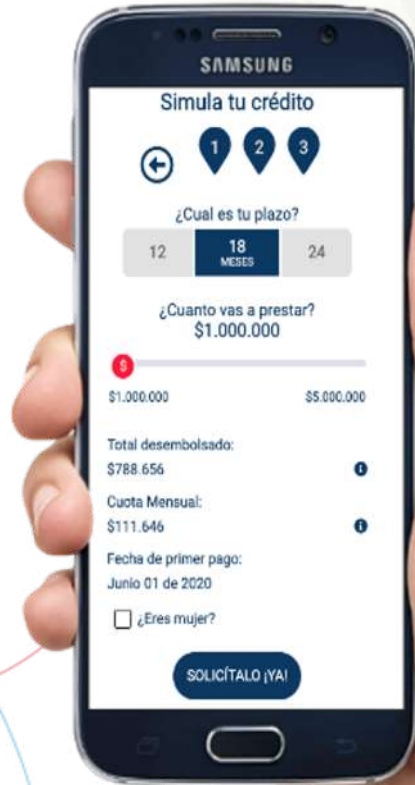 SAMSUNG
Simula tu crédito
1 2 3
¿Cual es tu plazo?
12 18 24
MESES
¿Cuanto vas a prestar?
$1.000.000
$
$1.000.000 $5.000.000
Total desembolsado:
$788.656
Cuota Mensual:
$111.646
Fecha de primer pago:
Junio 01 de 2020
¿Eres mujer?
SOLICÍTALO ¡YA!